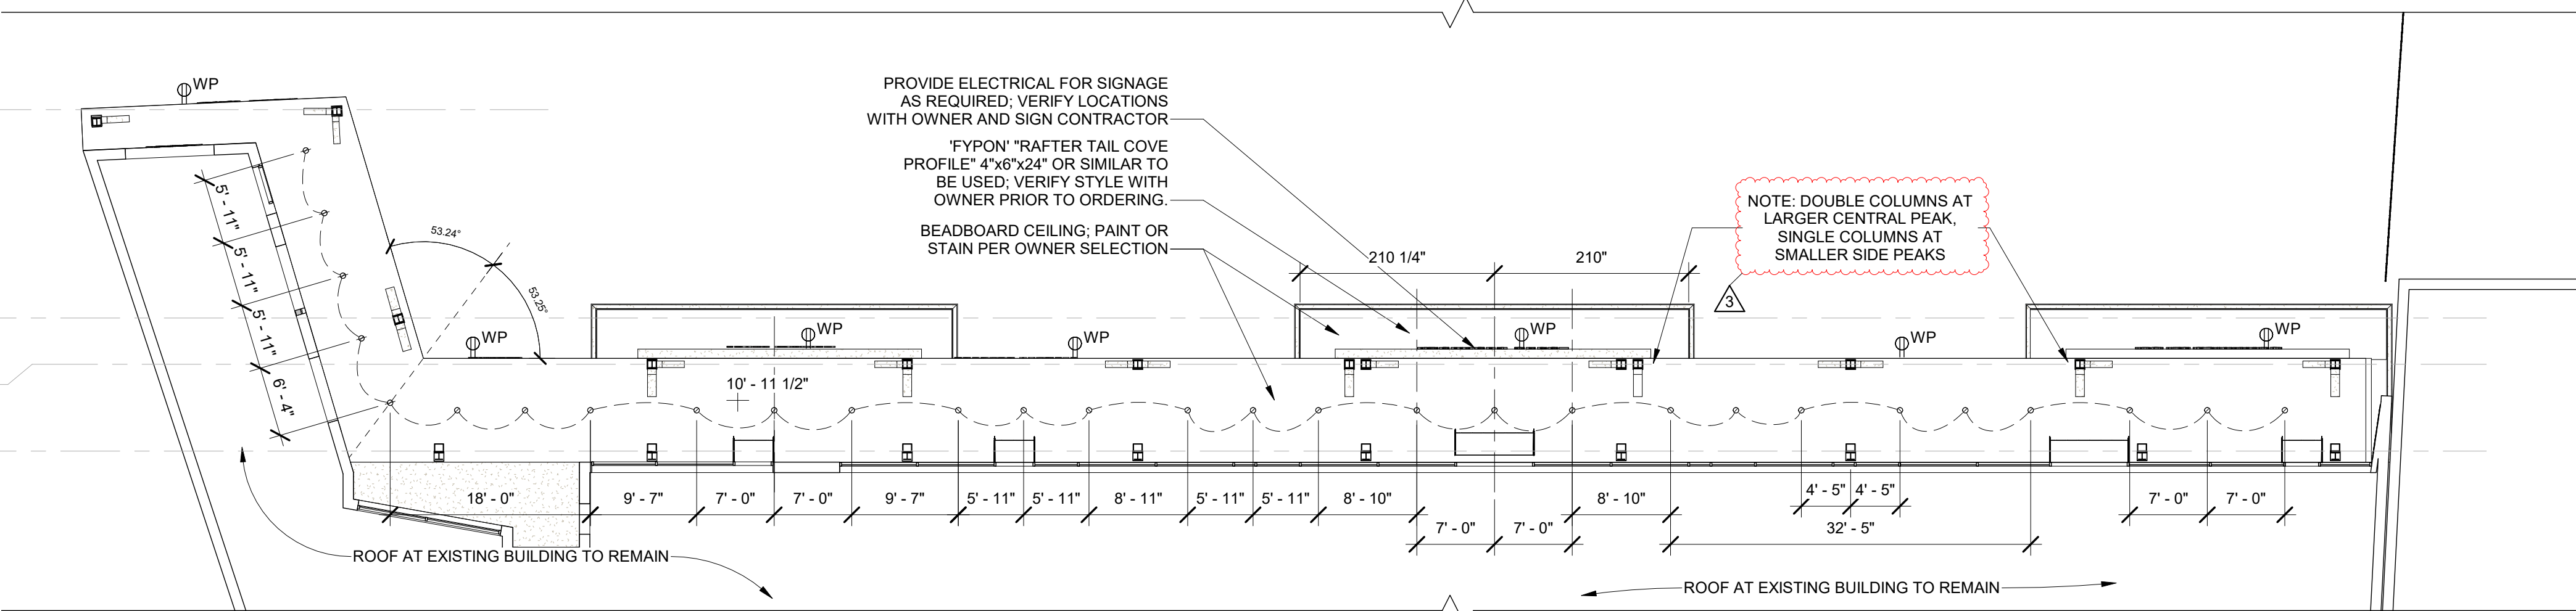 WP
PROVIDE ELECTRICAL FOR SIGNAGE
AS REQUIRED; VERIFY LOCATIONS
WITH OWNER AND SIGN CONTRACTOR
'FYPON' "RAFTER TAIL COVE
PROFILE" 4"x6"x24" OR SIMILAR TO
BE USED; VERIFY STYLE WITH
OWNER PRIOR TO ORDERING.
BEADBOARD CEILING; PAINT OR
STAIN PER OWNER SELECTION
NOTE: DOUBLE COLUMNS AT
LARGER CENTRAL PEAK,
SINGLE COLUMNS AT
SMALLER SIDE PEAKS
3
5' - 11"
5' - 11"
5' - 11"
6' - 4"
53.24°
53.25°
210 1/4"
210"
WP
WP
WP
WP
WP
WP
10' - 11 1/2"
18' - 0"
9' - 7"
7' - 0"
7' - 0"
9' - 7"
5' - 11"
5' - 11"
8' - 11"
5' - 11"
5' - 11"
8' - 10"
7' - 0"
7' - 0"
8' - 10"
4' - 5"
4' - 5"
32' - 5"
7' - 0"
7' - 0"
ROOF AT EXISTING BUILDING TO REMAIN
ROOF AT EXISTING BUILDING TO REMAIN